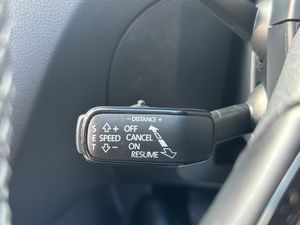 − DISTANCE +
S ⇧+ OFF
E SPEED CANCEL
T ⇩− ON
RESUME